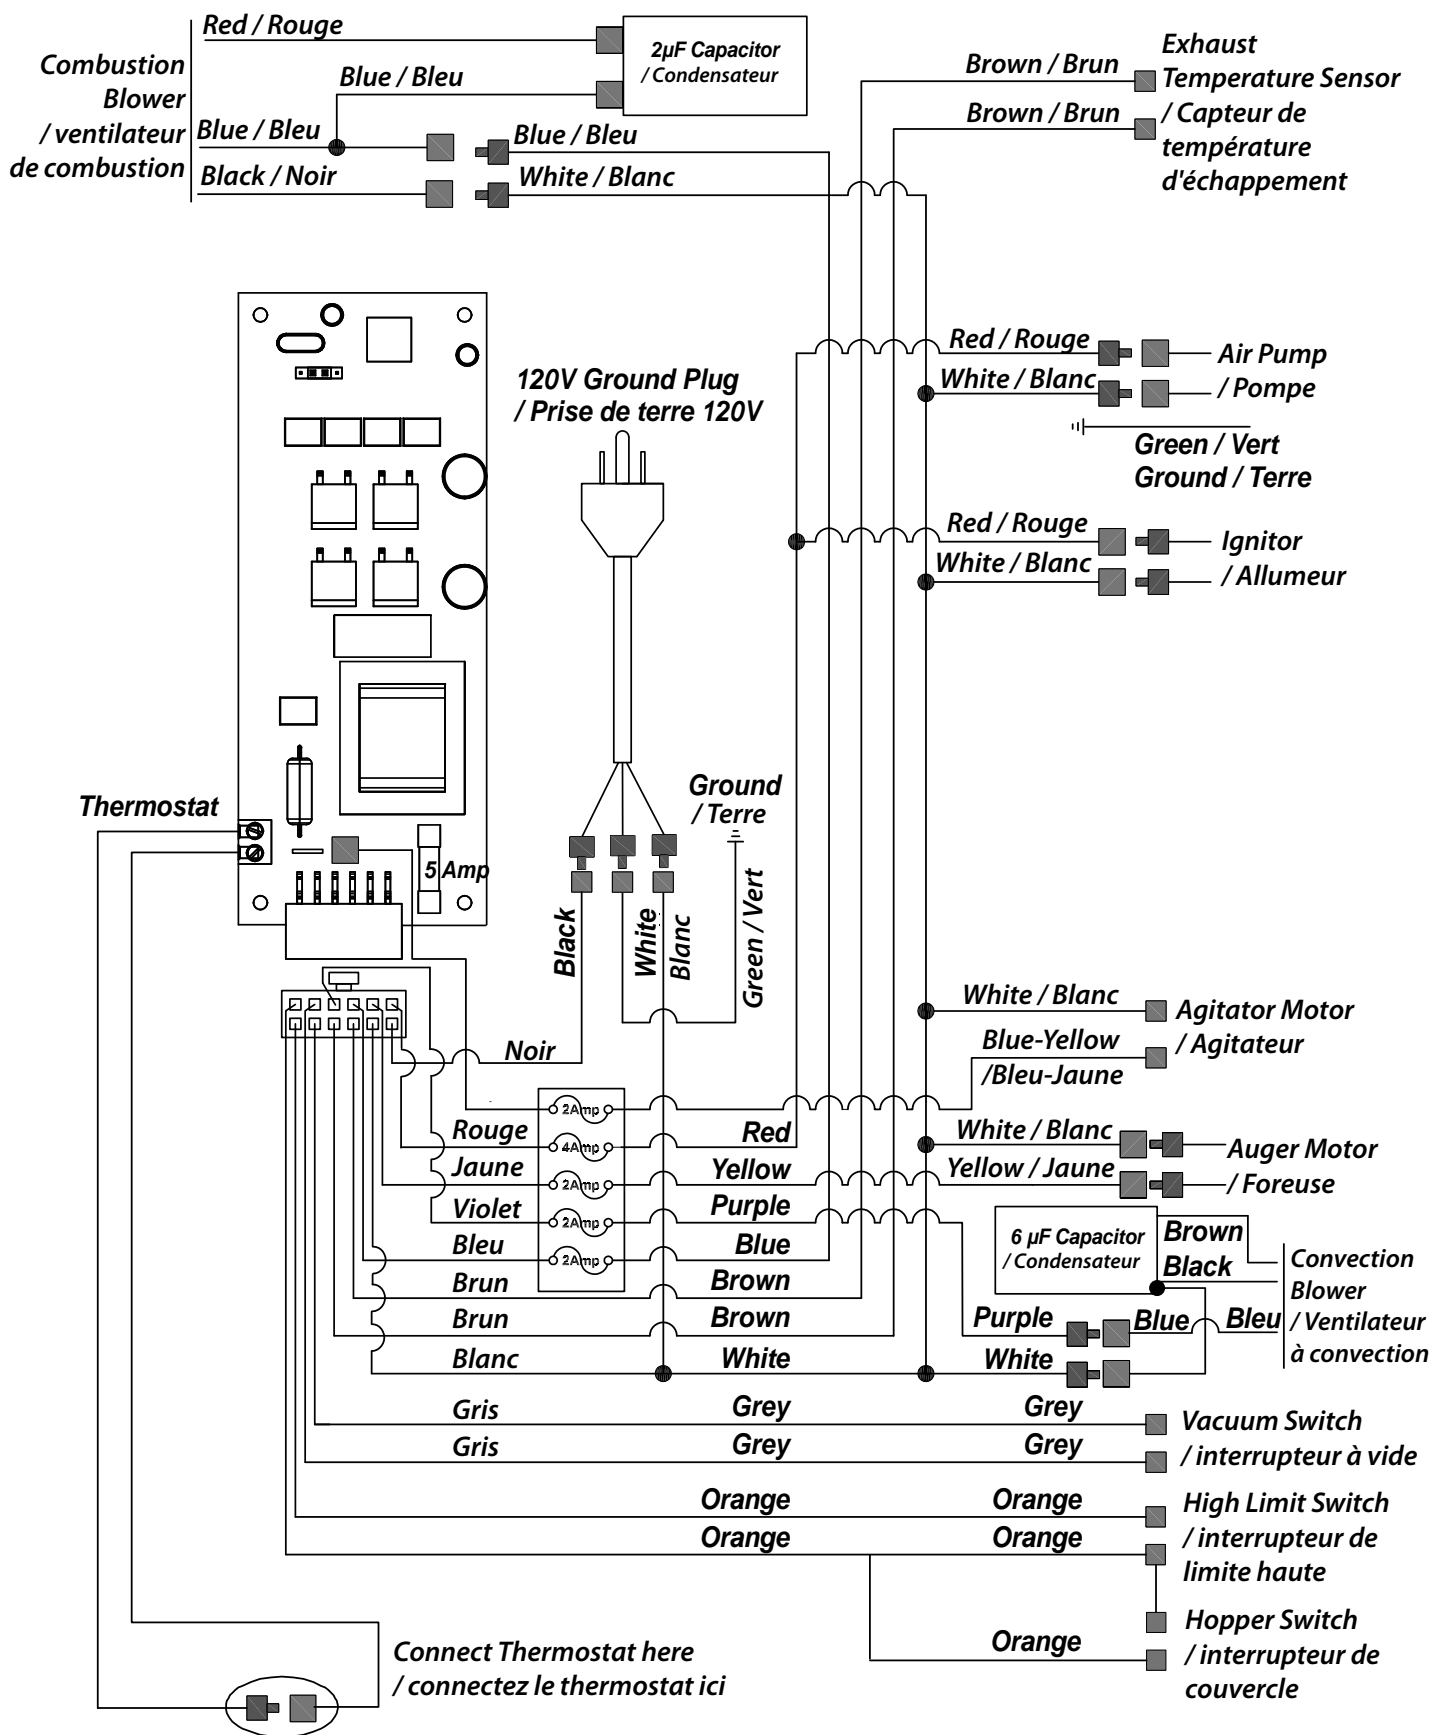 Red / Rouge
Combustion
Blower
/ ventilateur
de combustion
Blue / Bleu
2µF Capacitor
/ Condensateur
Blue / Bleu
Blue / Bleu
Black / Noir
White / Blanc
Brown / Brun
Brown / Brun
Exhaust
Temperature Sensor
/ Capteur de
température
d'échappement
Red / Rouge
White / Blanc
Air Pump
/ Pompe
Green / Vert
Ground / Terre
120V Ground Plug
/ Prise de terre 120V
Red / Rouge
White / Blanc
Ignitor
/ Allumeur
Thermostat
5 Amp
Ground
/ Terre
Black
White
Blanc
Green / Vert
Noir
White / Blanc
Agitator Motor
/ Agitateur
Blue-Yellow
/Bleu-Jaune
2Amp
Rouge
4Amp
Red
White / Blanc
Auger Motor
/ Foreuse
Jaune
2Amp
Yellow
Yellow / Jaune
Violet
2Amp
Purple
Bleu
2Amp
Blue
6 µF Capacitor
/ Condensateur
Brown
Black
Convection
Blower
/ Ventilateur
à convection
Brun
Brown
Brun
Brown
Purple
Blue
Bleu
Blanc
White
White
Gris
Grey
Grey
Gris
Grey
Grey
Vacuum Switch
/ interrupteur à vide
Orange
Orange
Orange
Orange
High Limit Switch
/ interrupteur de
limite haute
Orange
Hopper Switch
/ interrupteur de
couvercle
Connect Thermostat here
/ connectez le thermostat ici